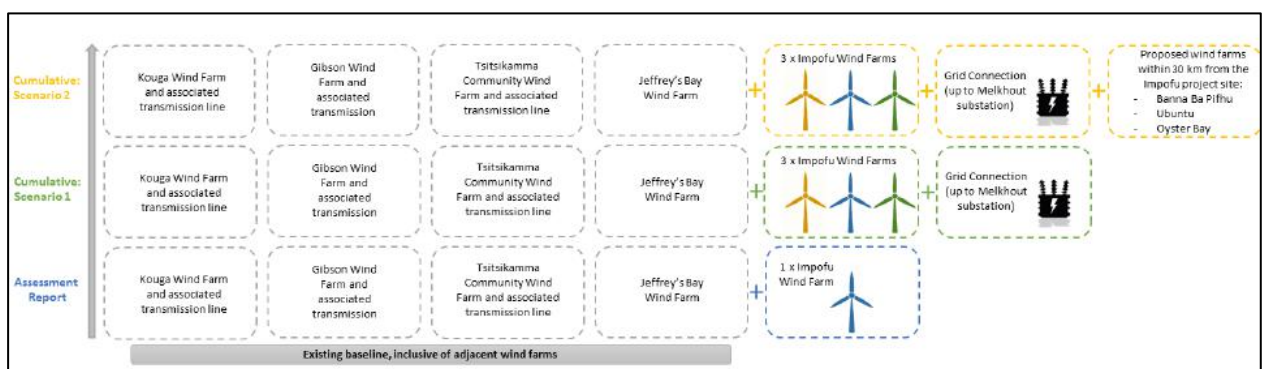 Cumulative:
Scenario 2
Kouga Wind Farm
and associated
transmission line
Gibson Wind
Farm and
associated
transmission
Tsitsikamma
Community Wind
Farm and associated
transmission line
Jeffrey's Bay
Wind Farm
+
3 x Impofu Wind Farms
+
Grid Connection
(up to Melkhout
substation)
+
Proposed wind farms
within 30 km from the
Impofu project site:
- Banna Ba Pifhu
- Ubuntu
- Oyster Bay
Cumulative:
Scenario 1
Kouga Wind Farm
and associated
transmission line
Gibson Wind
Farm and
associated
transmission
Tsitsikamma
Community Wind
Farm and associated
transmission line
Jeffrey's Bay
Wind Farm
+
3 x Impofu Wind Farms
+
Grid Connection
(up to Melkhout
substation)
Assessment
Report
Kouga Wind Farm
and associated
transmission line
Gibson Wind
Farm and
associated
transmission
Tsitsikamma
Community Wind
Farm and associated
transmission line
Jeffrey's Bay
Wind Farm
+
1 x Impofu
Wind Farm
Existing baseline, inclusive of adjacent wind farms